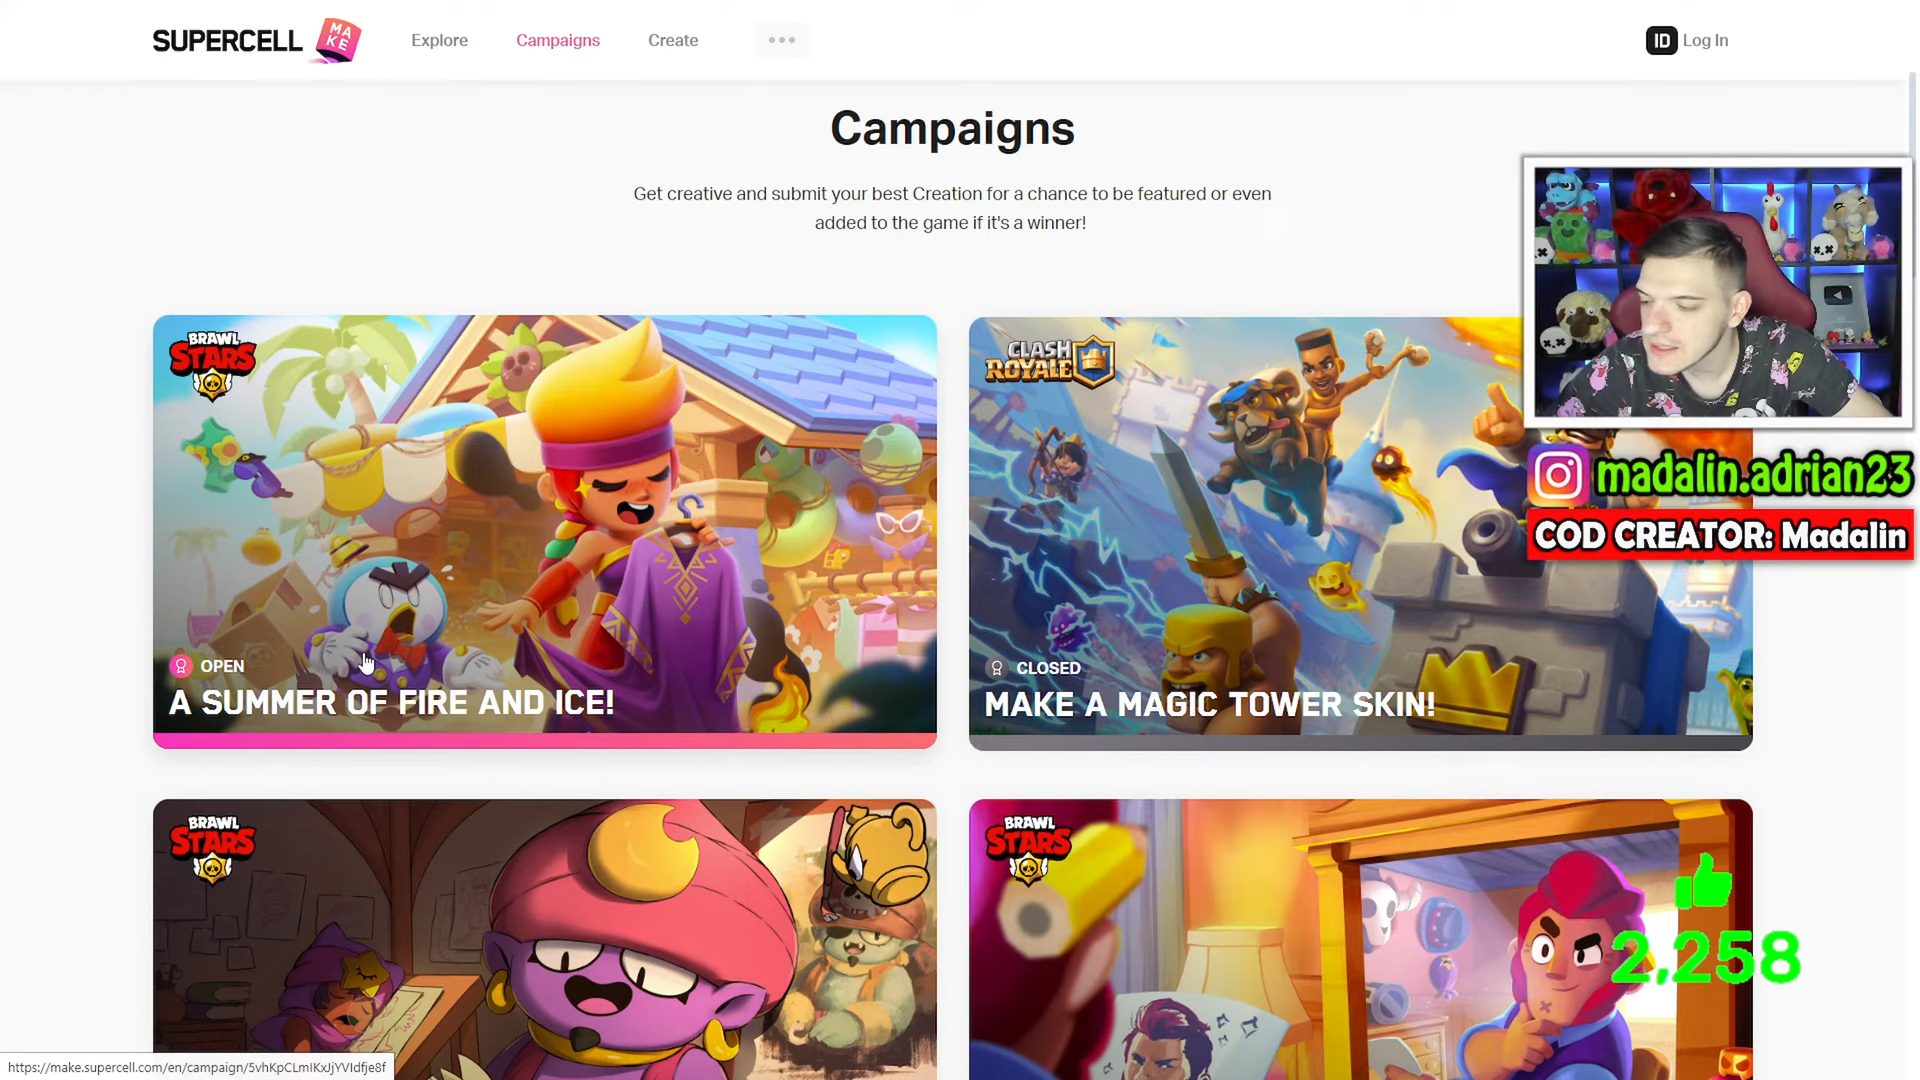 SUPERCELL MAKE Explore Campaigns Create ••• ID Log In
Campaigns
Get creative and submit your best Creation for a chance to be featured or even
added to the game if it's a winner!
BRAWL STARS
OPEN
A SUMMER OF FIRE AND ICE!
CLASH ROYALE
CLOSED
MAKE A MAGIC TOWER SKIN!
madalin.adrian23
COD CREATOR: Madalin
BRAWL STARS
BRAWL STARS
2,258
https://make.supercell.com/en/campaign/5vhKpCLmIKxJjYVIdfje8f